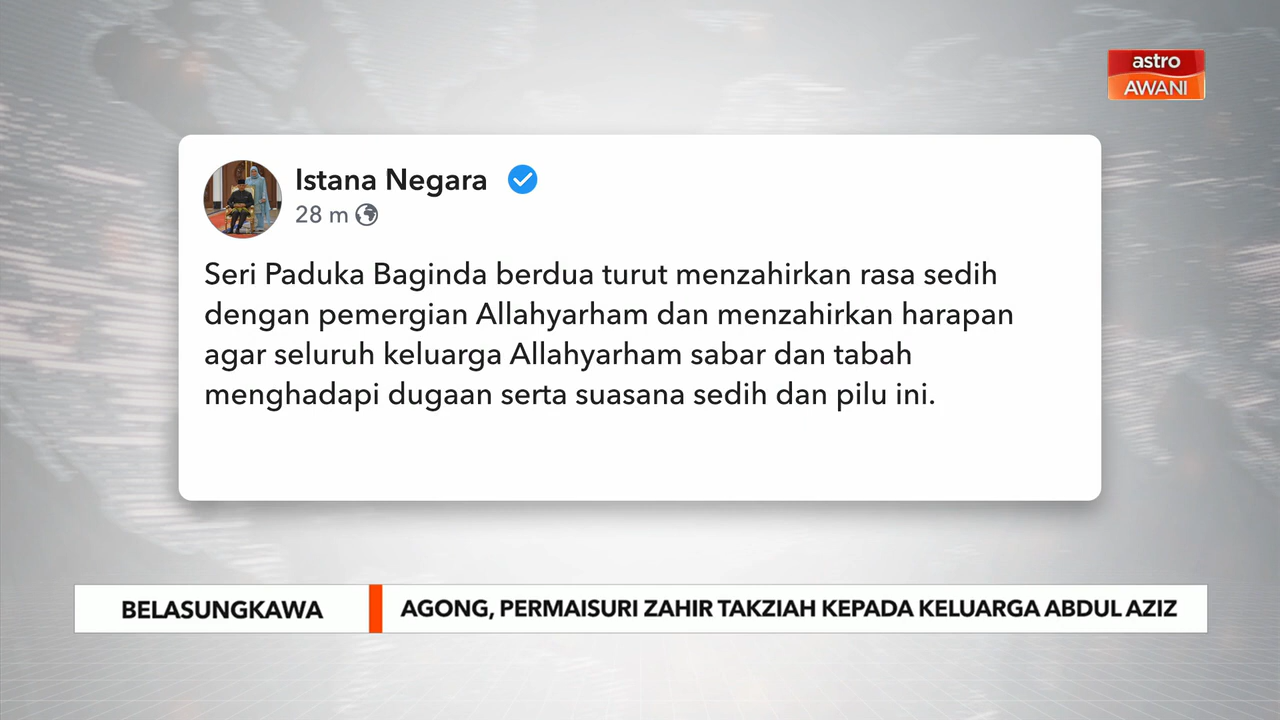 astro
AWANI
Istana Negara
28 m
Seri Paduka Baginda berdua turut menzahirkan rasa sedih
dengan pemergian Allahyarham dan menzahirkan harapan
agar seluruh keluarga Allahyarham sabar dan tabah
menghadapi dugaan serta suasana sedih dan pilu ini.
BELASUNGKAWA
AGONG, PERMAISURI ZAHIR TAKZIAH KEPADA KELUARGA ABDUL AZIZ